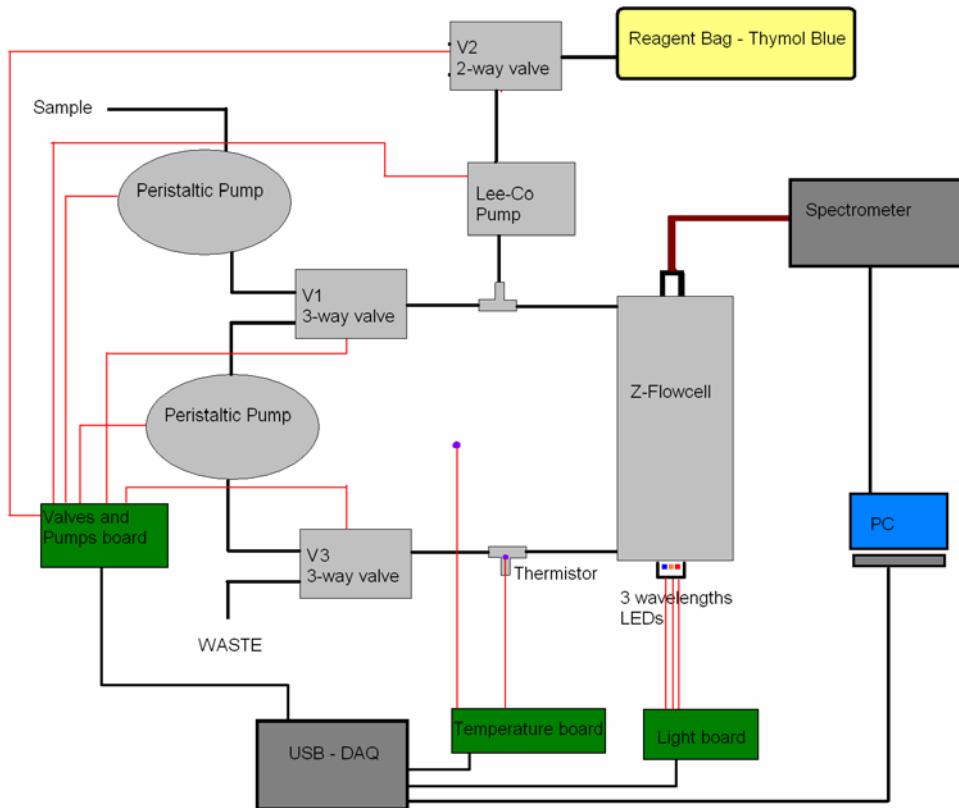 V2
2-way valve
Reagent Bag - Thymol Blue
Sample
Peristaltic Pump
Lee-Co
Pump
Spectrometer
V1
3-way valve
Z-Flowcell
Peristaltic Pump
Valves and
Pumps board
PC
V3
3-way valve
Thermistor
3 wavelengths
LEDs
WASTE
Temperature board
Light board
USB - DAQ